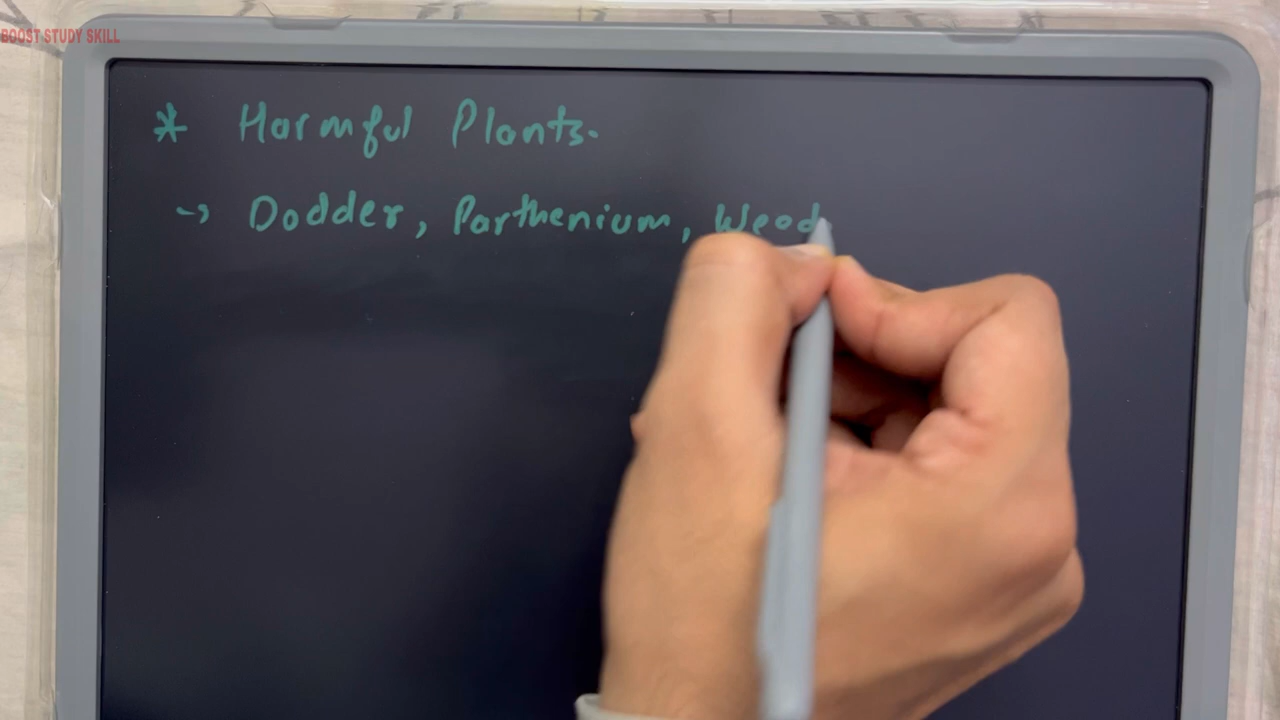 BOOST STUDY SKILL
* Harmful Plants.
→ Dodder, Parthenium, Weed